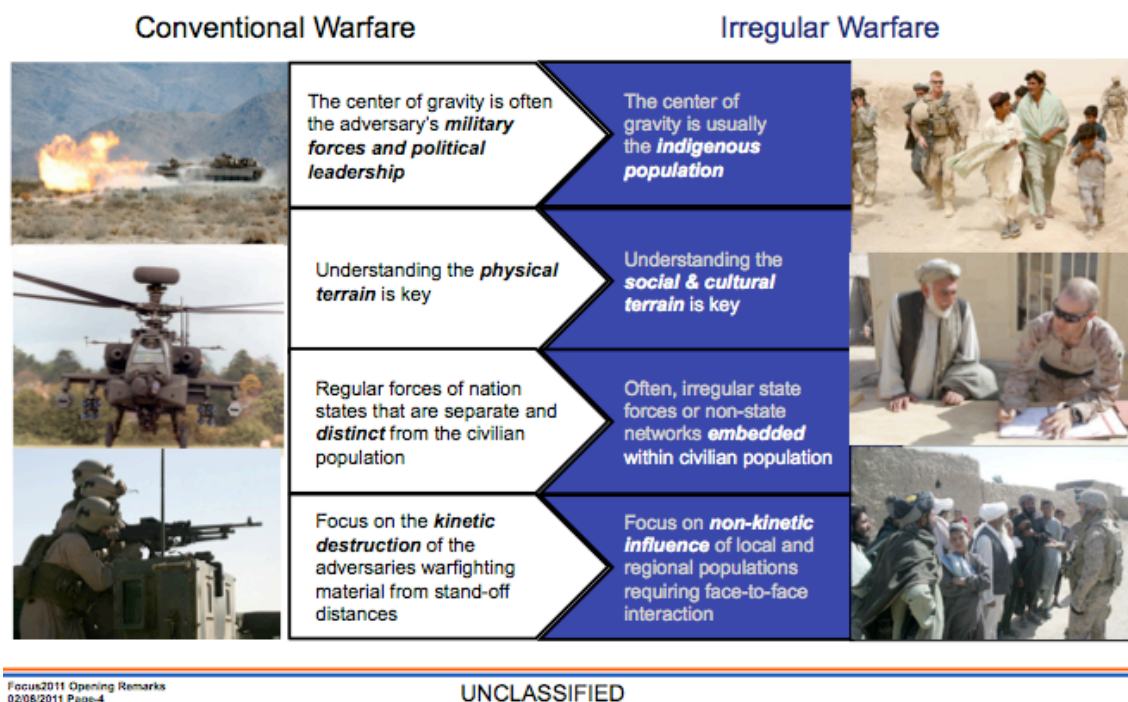 Conventional Warfare
Irregular Warfare
The center of gravity is often
the adversary's military
forces and political
leadership
The center of
gravity is usually
the indigenous
population
Understanding the physical
terrain is key
Understanding the
social & cultural
terrain is key
Regular forces of nation
states that are separate and
distinct from the civilian
population
Often, irregular state
forces or non-state
networks embedded
within civilian population
Focus on the kinetic
destruction of the
adversaries warfighting
material from stand-off
distances
Focus on non-kinetic
influence of local and
regional populations
requiring face-to-face
interaction
Focus2011 Opening Remarks
02/08/2011 Page-4
UNCLASSIFIED